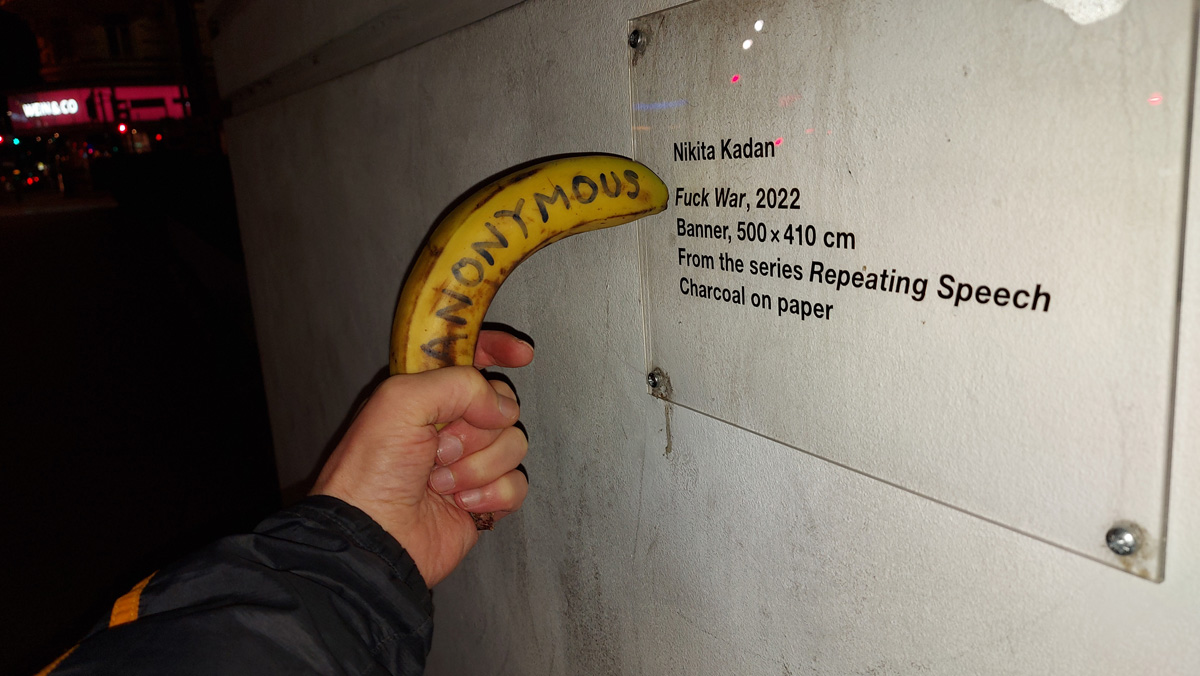 WEIN & CO
ANONYMOUS
Nikita Kadan
Fuck War, 2022
Banner, 500 × 410 cm
From the series Repeating Speech
Charcoal on paper